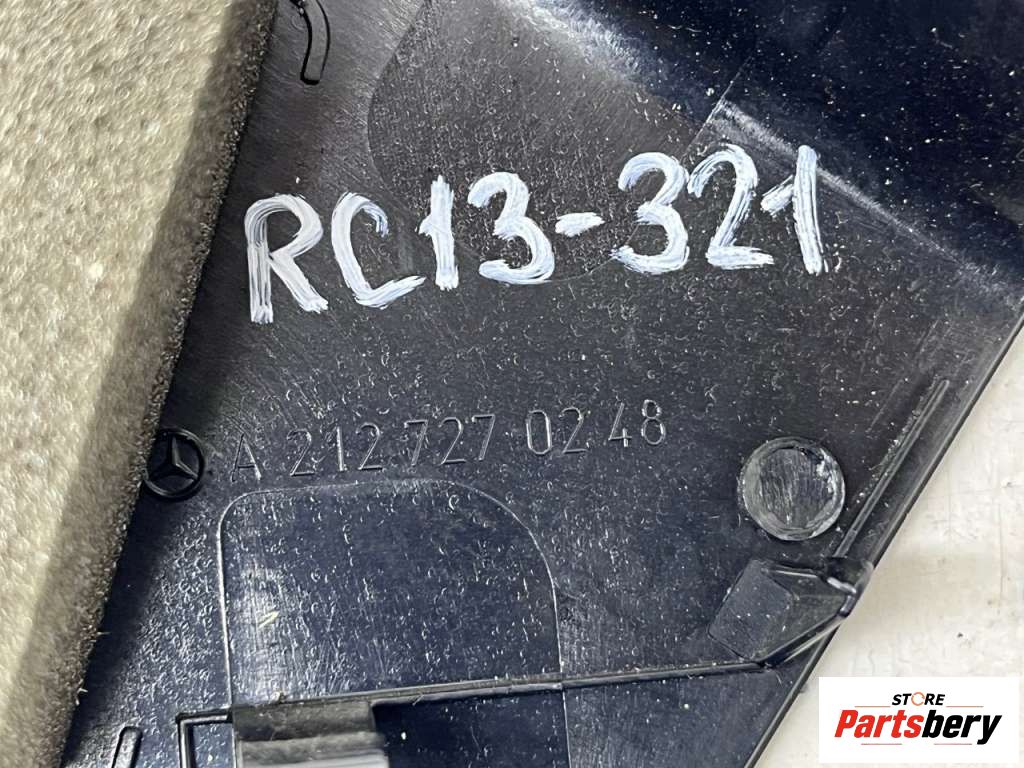 RC13-321
A 212 727 02 48
STORE
Partsbery